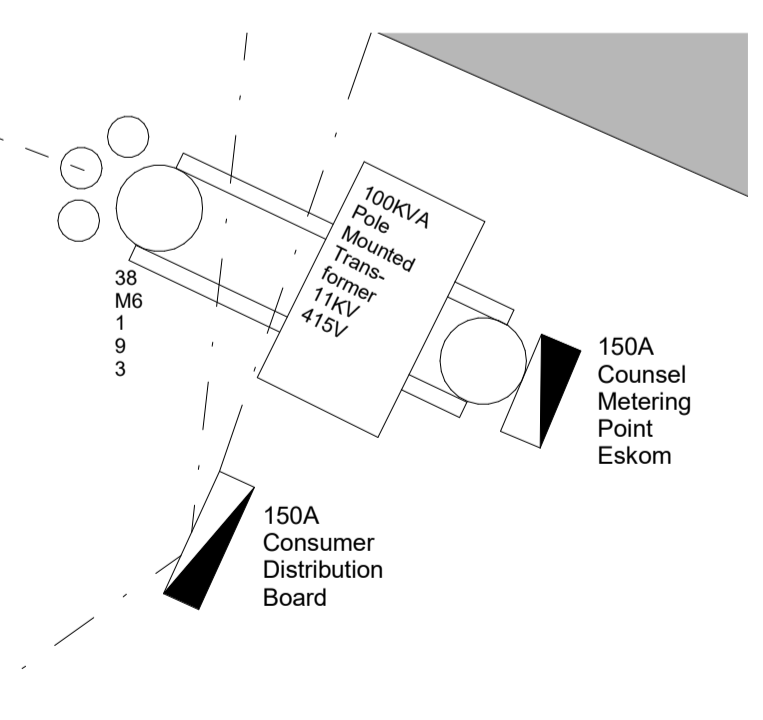 100KVA
Pole
Mounted
Trans-
former
11KV
415V
38
M6
1
9
3
150A
Counsel
Metering
Point
Eskom
150A
Consumer
Distribution
Board